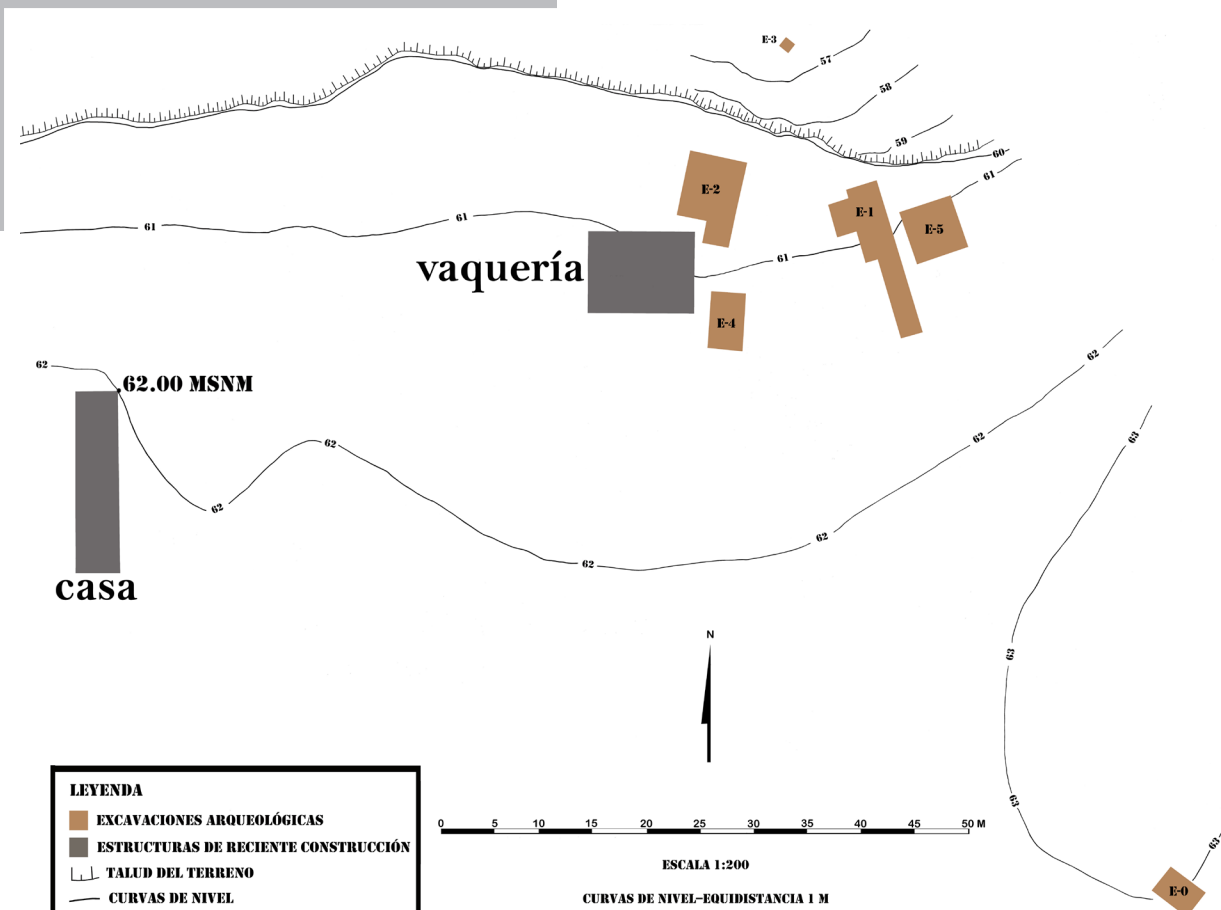 E-3
57
58
59
60
61
E-2
E-1
E-5
61
61
61
vaquería
E-4
62
62.00 MSNM
62
62
62
63
62
62
casa
N
63
63
63
E-0
LEYENDA
EXCAVACIONES ARQUEOLÓGICAS
ESTRUCTURAS DE RECIENTE CONSTRUCCIÓN
TALUD DEL TERRENO
CURVAS DE NIVEL
0 5 10 15 20 25 30 35 40 45 50 M
ESCALA 1:200
CURVAS DE NIVEL-EQUIDISTANCIA 1 M